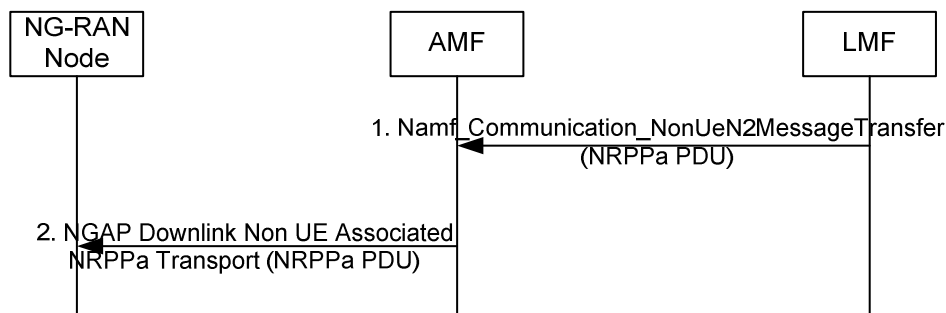 NG-RAN
Node
AMF
LMF
1. Namf_Communication_NonUeN2MessageTransfer
(NRPPa PDU)
2. NGAP Downlink Non UE Associated
NRPPa Transport (NRPPa PDU)